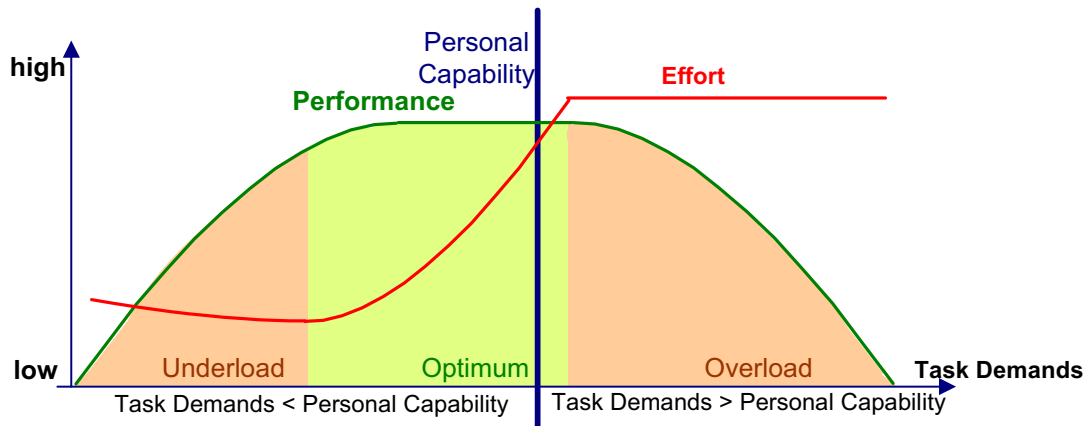 Personal
Capability
high
Effort
Performance
low
Underload
Optimum
Overload
Task Demands
Task Demands < Personal Capability
Task Demands > Personal Capability